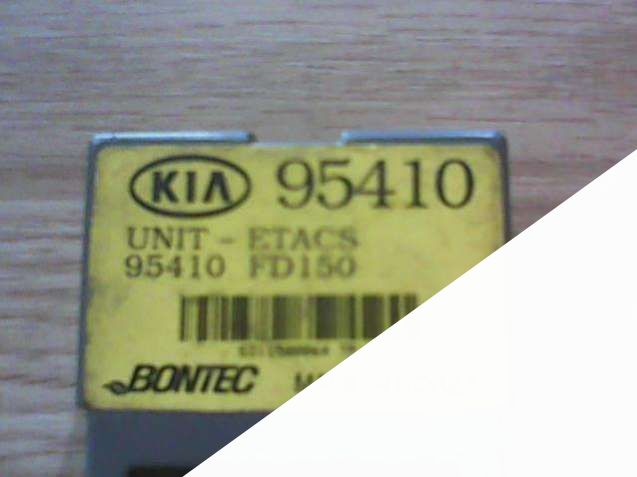 KIA 95410
UNIT - ETACS
95410 FD150
BONTEC